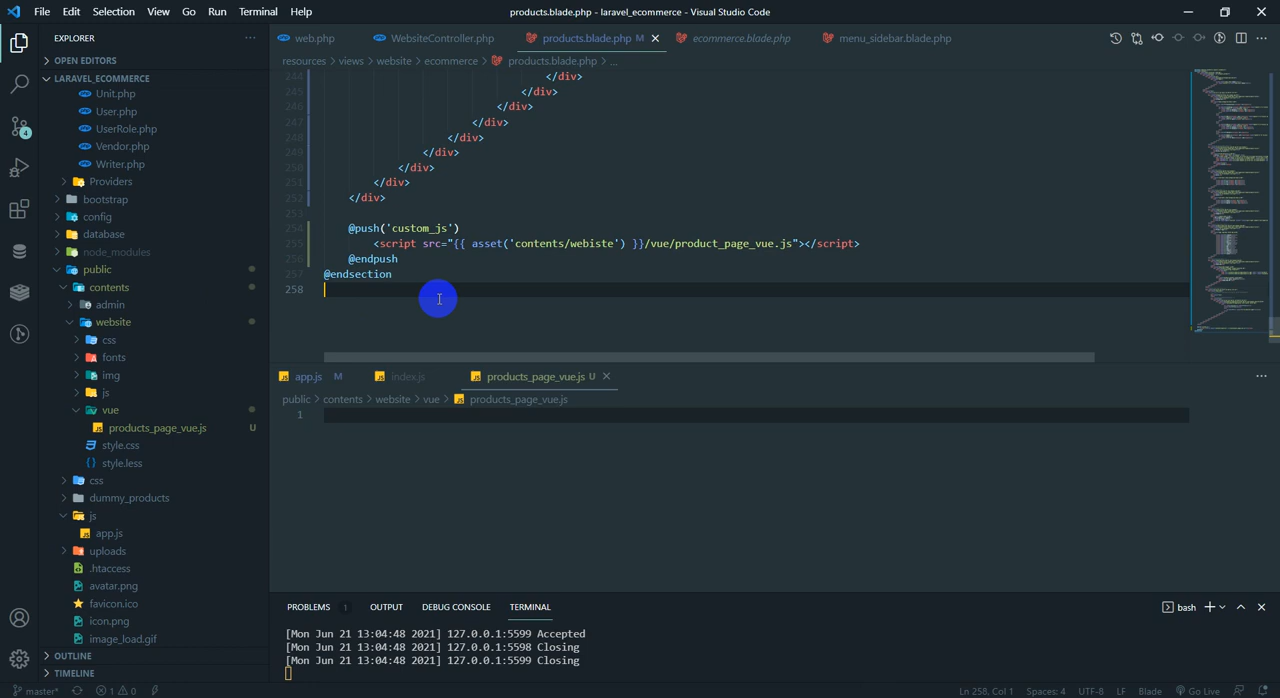 File Edit Selection View Go Run Terminal Help
products.blade.php - laravel_ecommerce - Visual Studio Code
EXPLORER
web.php
WebsiteController.php
products.blade.php M
ecommerce.blade.php
menu_sidebar.blade.php
OPEN EDITORS
resources > views > website > ecommerce > products.blade.php > ...
LARAVEL_ECOMMERCE
Unit.php
User.php
UserRole.php
Vendor.php
Writer.php
Providers
bootstrap
config
database
node_modules
public
contents
admin
website
css
fonts
img
js
vue
products_page_vue.js U
style.css
style.less
css
dummy_products
js
app.js
uploads
.htaccess
avatar.png
favicon.ico
icon.png
image_load.gif
OUTLINE
TIMELINE
4
244 </div>
245 </div>
246 </div>
247 </div>
248 </div>
249 </div>
250 </div>
251 </div>
252 </div>
253
254 @push('custom_js')
255 <script src="{{ asset('contents/webiste') }}/vue/product_page_vue.js"></script>
256 @endpush
257 @endsection
258
app.js M
index.js
products_page_vue.js U
public > contents > website > vue > products_page_vue.js
1
PROBLEMS 1 OUTPUT DEBUG CONSOLE TERMINAL
bash
[Mon Jun 21 13:04:48 2021] 127.0.0.1:5599 Accepted
[Mon Jun 21 13:04:48 2021] 127.0.0.1:5598 Closing
[Mon Jun 21 13:04:48 2021] 127.0.0.1:5599 Closing
master* 1 0 Ln 258, Col 1 Spaces: 4 UTF-8 LF Blade Go Live